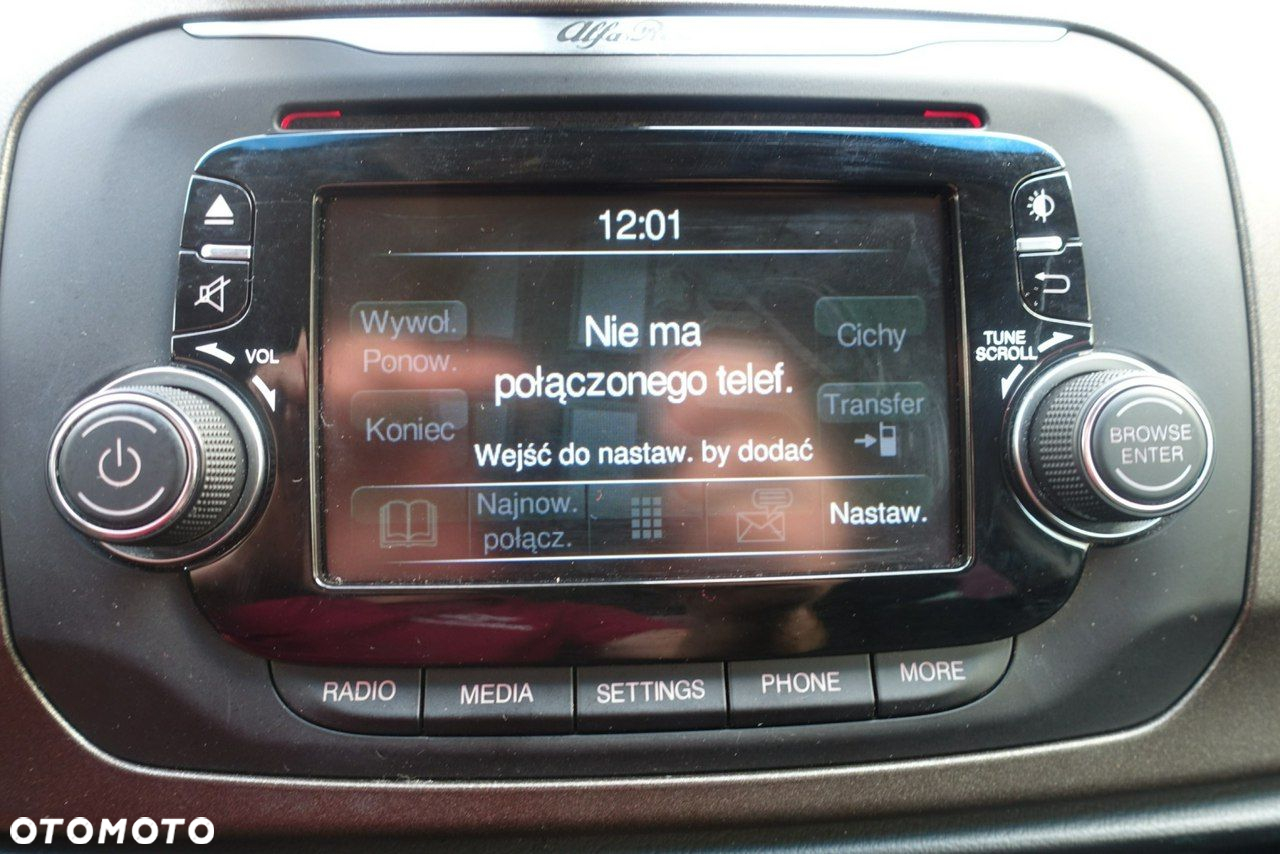 Alfa
12:01
Wywoł.
Ponow.
Nie ma
połączonego telef.
Cichy
Koniec
Transfer
Wejść do nastaw. by dodać
Najnow.
połącz.
Nastaw.
VOL
TUNE
SCROLL
BROWSE
ENTER
RADIO
MEDIA
SETTINGS
PHONE
MORE
OTOMOTO